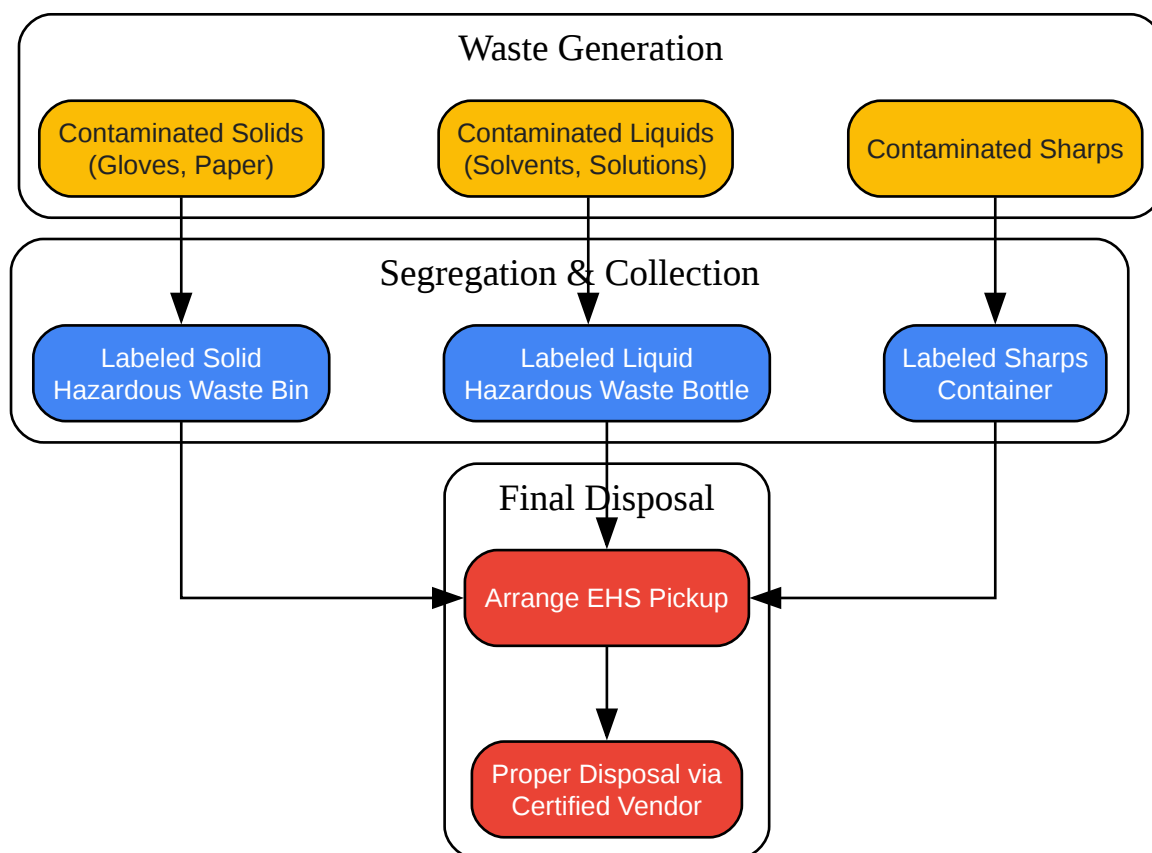 Waste Generation
Contaminated Solids
(Gloves, Paper)
Contaminated Liquids
(Solvents, Solutions)
Contaminated Sharps
Segregation & Collection
Labeled Solid
Hazardous Waste Bin
Labeled Liquid
Hazardous Waste Bottle
Labeled Sharps
Container
Final Disposal
Arrange EHS Pickup
Proper Disposal via
Certified Vendor